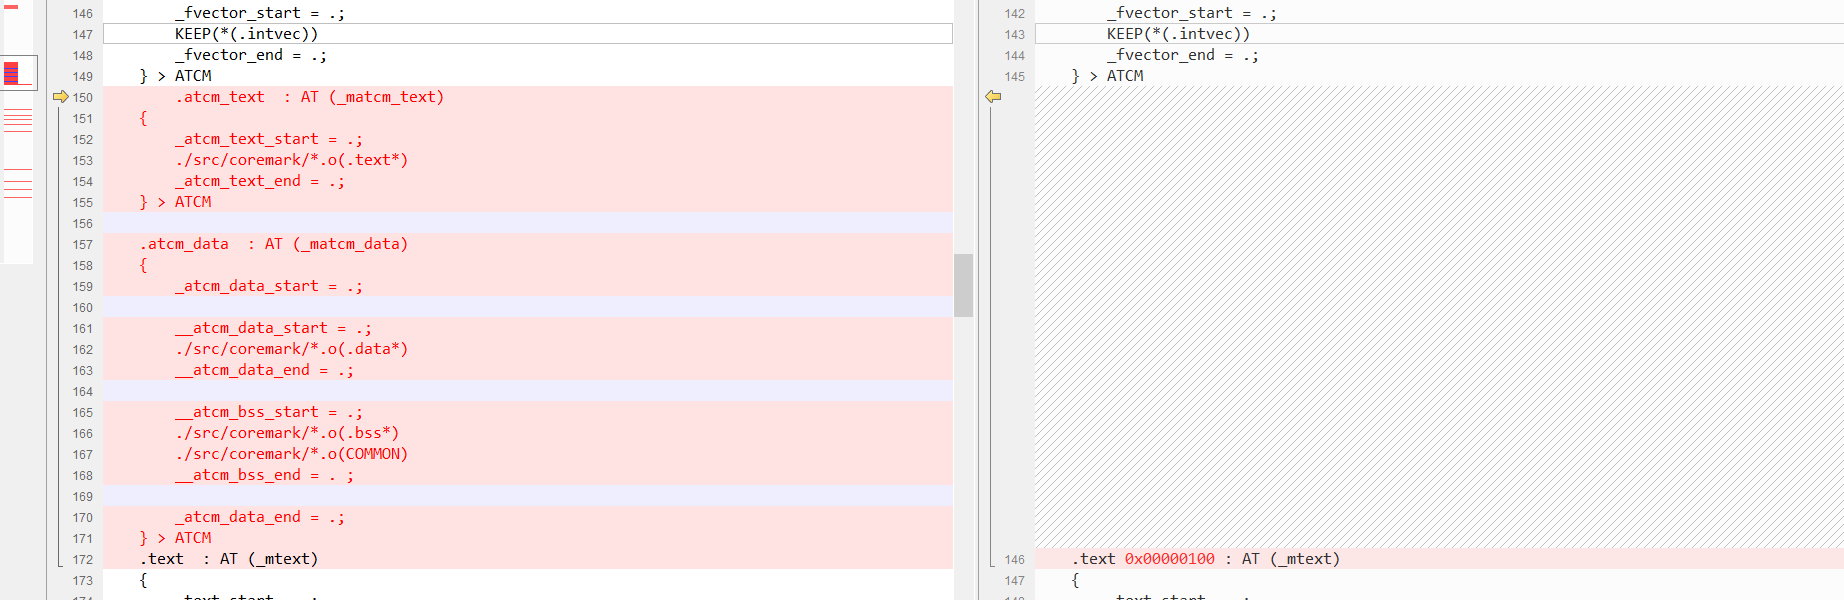 146 _fvector_start = .;
147 KEEP(*(.intvec))
148 _fvector_end = .;
149 } > ATCM
150 .atcm_text  : AT (_matcm_text)
151 {
152 _atcm_text_start = .;
153 ./src/coremark/*.o(.text*)
154 _atcm_text_end = .;
155 } > ATCM
156
157 .atcm_data  : AT (_matcm_data)
158 {
159 _atcm_data_start = .;
160
161 __atcm_data_start = .;
162 ./src/coremark/*.o(.data*)
163 __atcm_data_end = .;
164
165 __atcm_bss_start = .;
166 ./src/coremark/*.o(.bss*)
167 ./src/coremark/*.o(COMMON)
168 __atcm_bss_end = . ;
169
170 _atcm_data_end = .;
171 } > ATCM
172 .text  : AT (_mtext)
173 {
142 _fvector_start = .;
143 KEEP(*(.intvec))
144 _fvector_end = .;
145 } > ATCM
146 .text 0x00000100 : AT (_mtext)
147 {